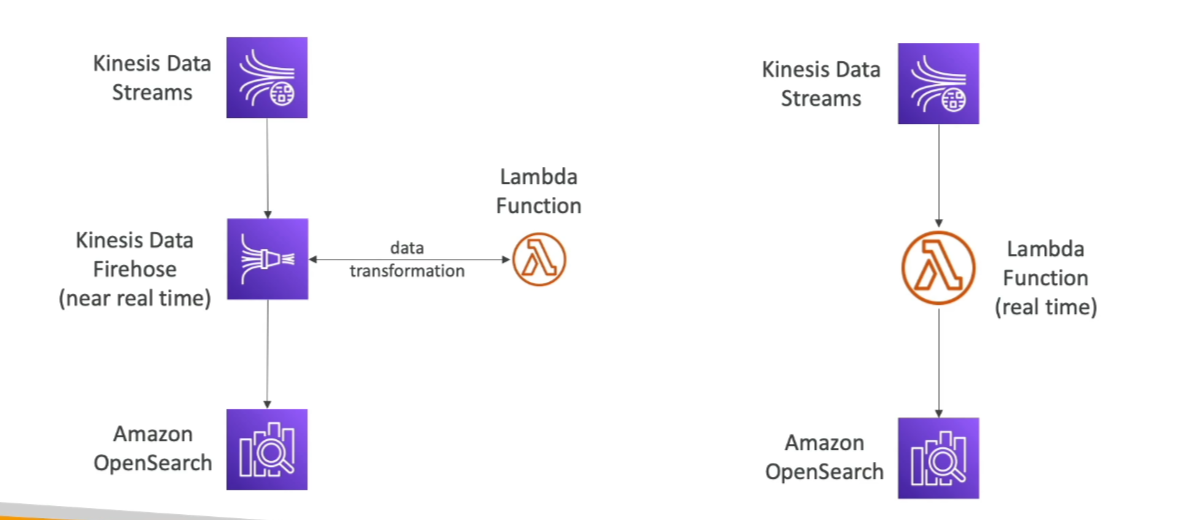 Kinesis Data
Streams
Lambda
Function
Kinesis Data
Firehose
(near real time)
data
transformation
Amazon
OpenSearch
Kinesis Data
Streams
Lambda
Function
(real time)
Amazon
OpenSearch